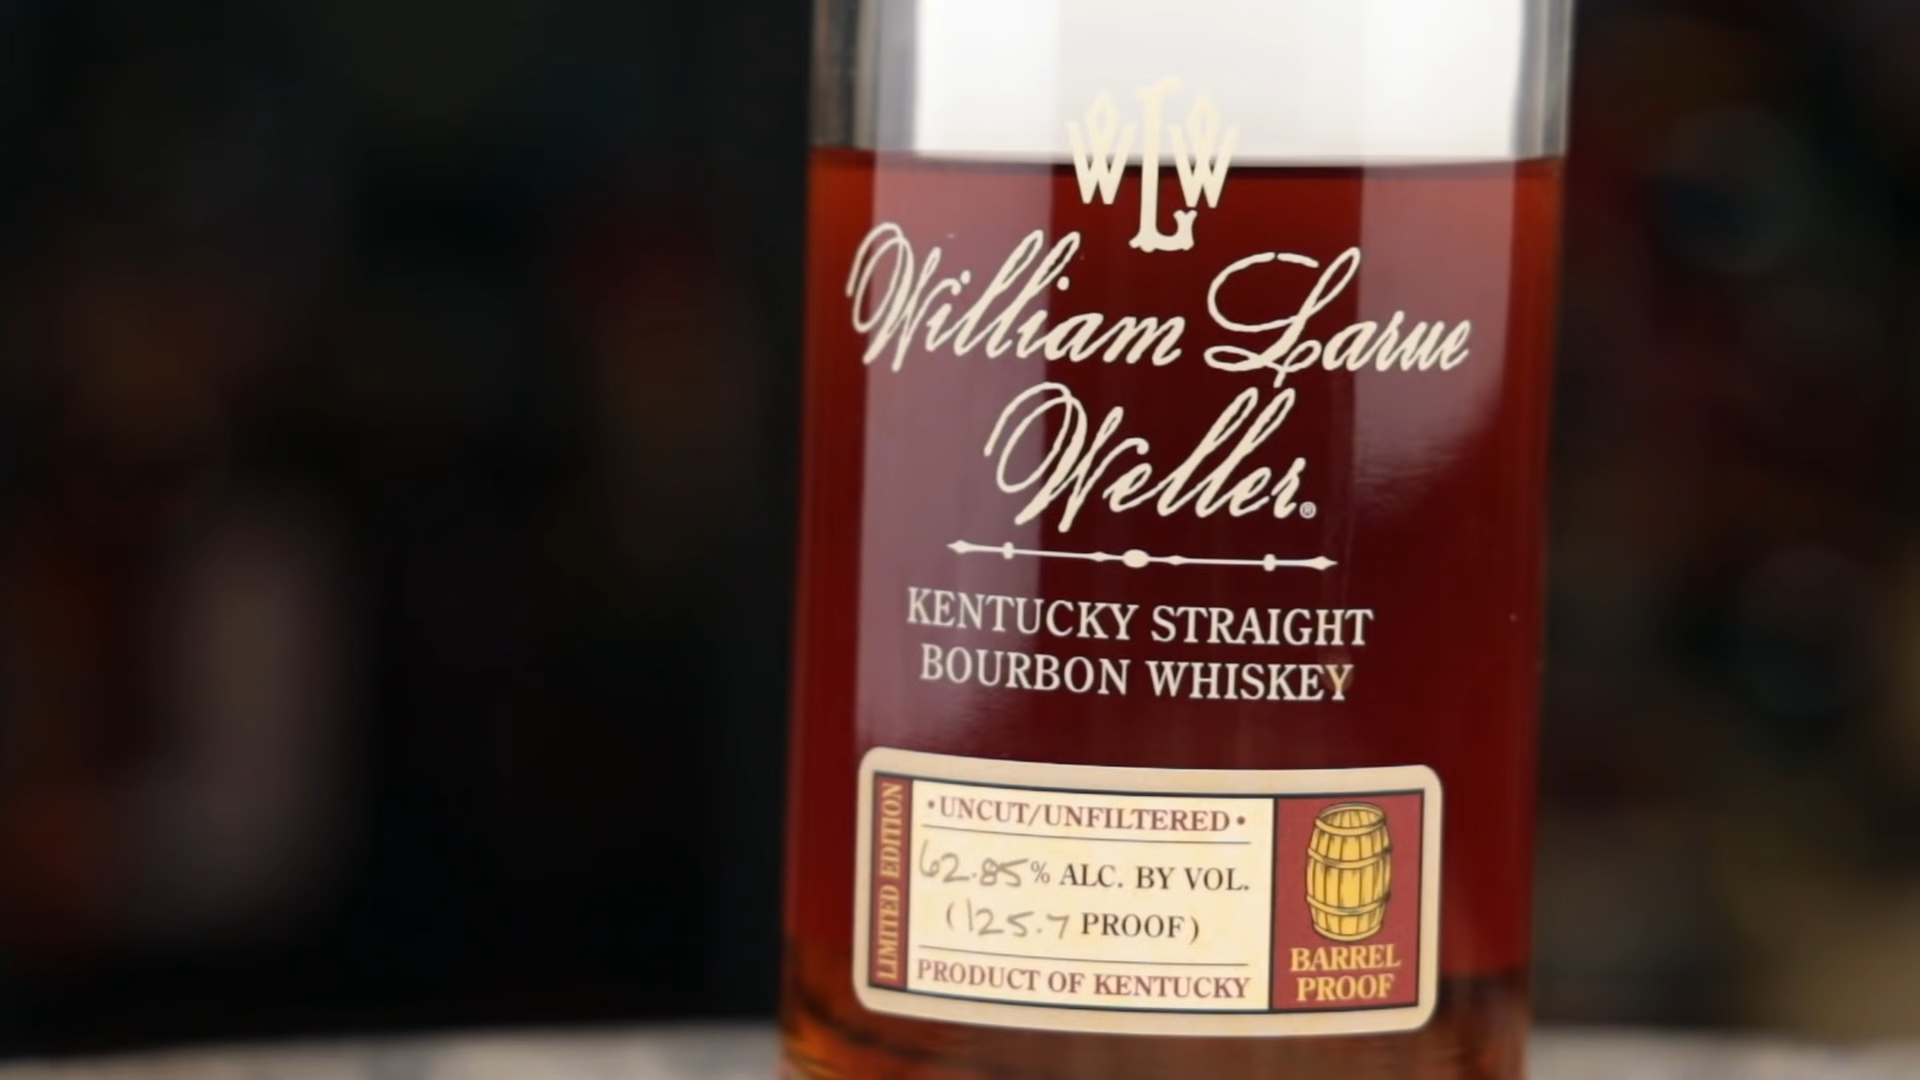 WLW
William Larue
Weller®
KENTUCKY STRAIGHT
BOURBON WHISKEY
LIMITED EDITION
• UNCUT/UNFILTERED •
62.85% ALC. BY VOL.
(125.7 PROOF)
PRODUCT OF KENTUCKY
BARREL
PROOF